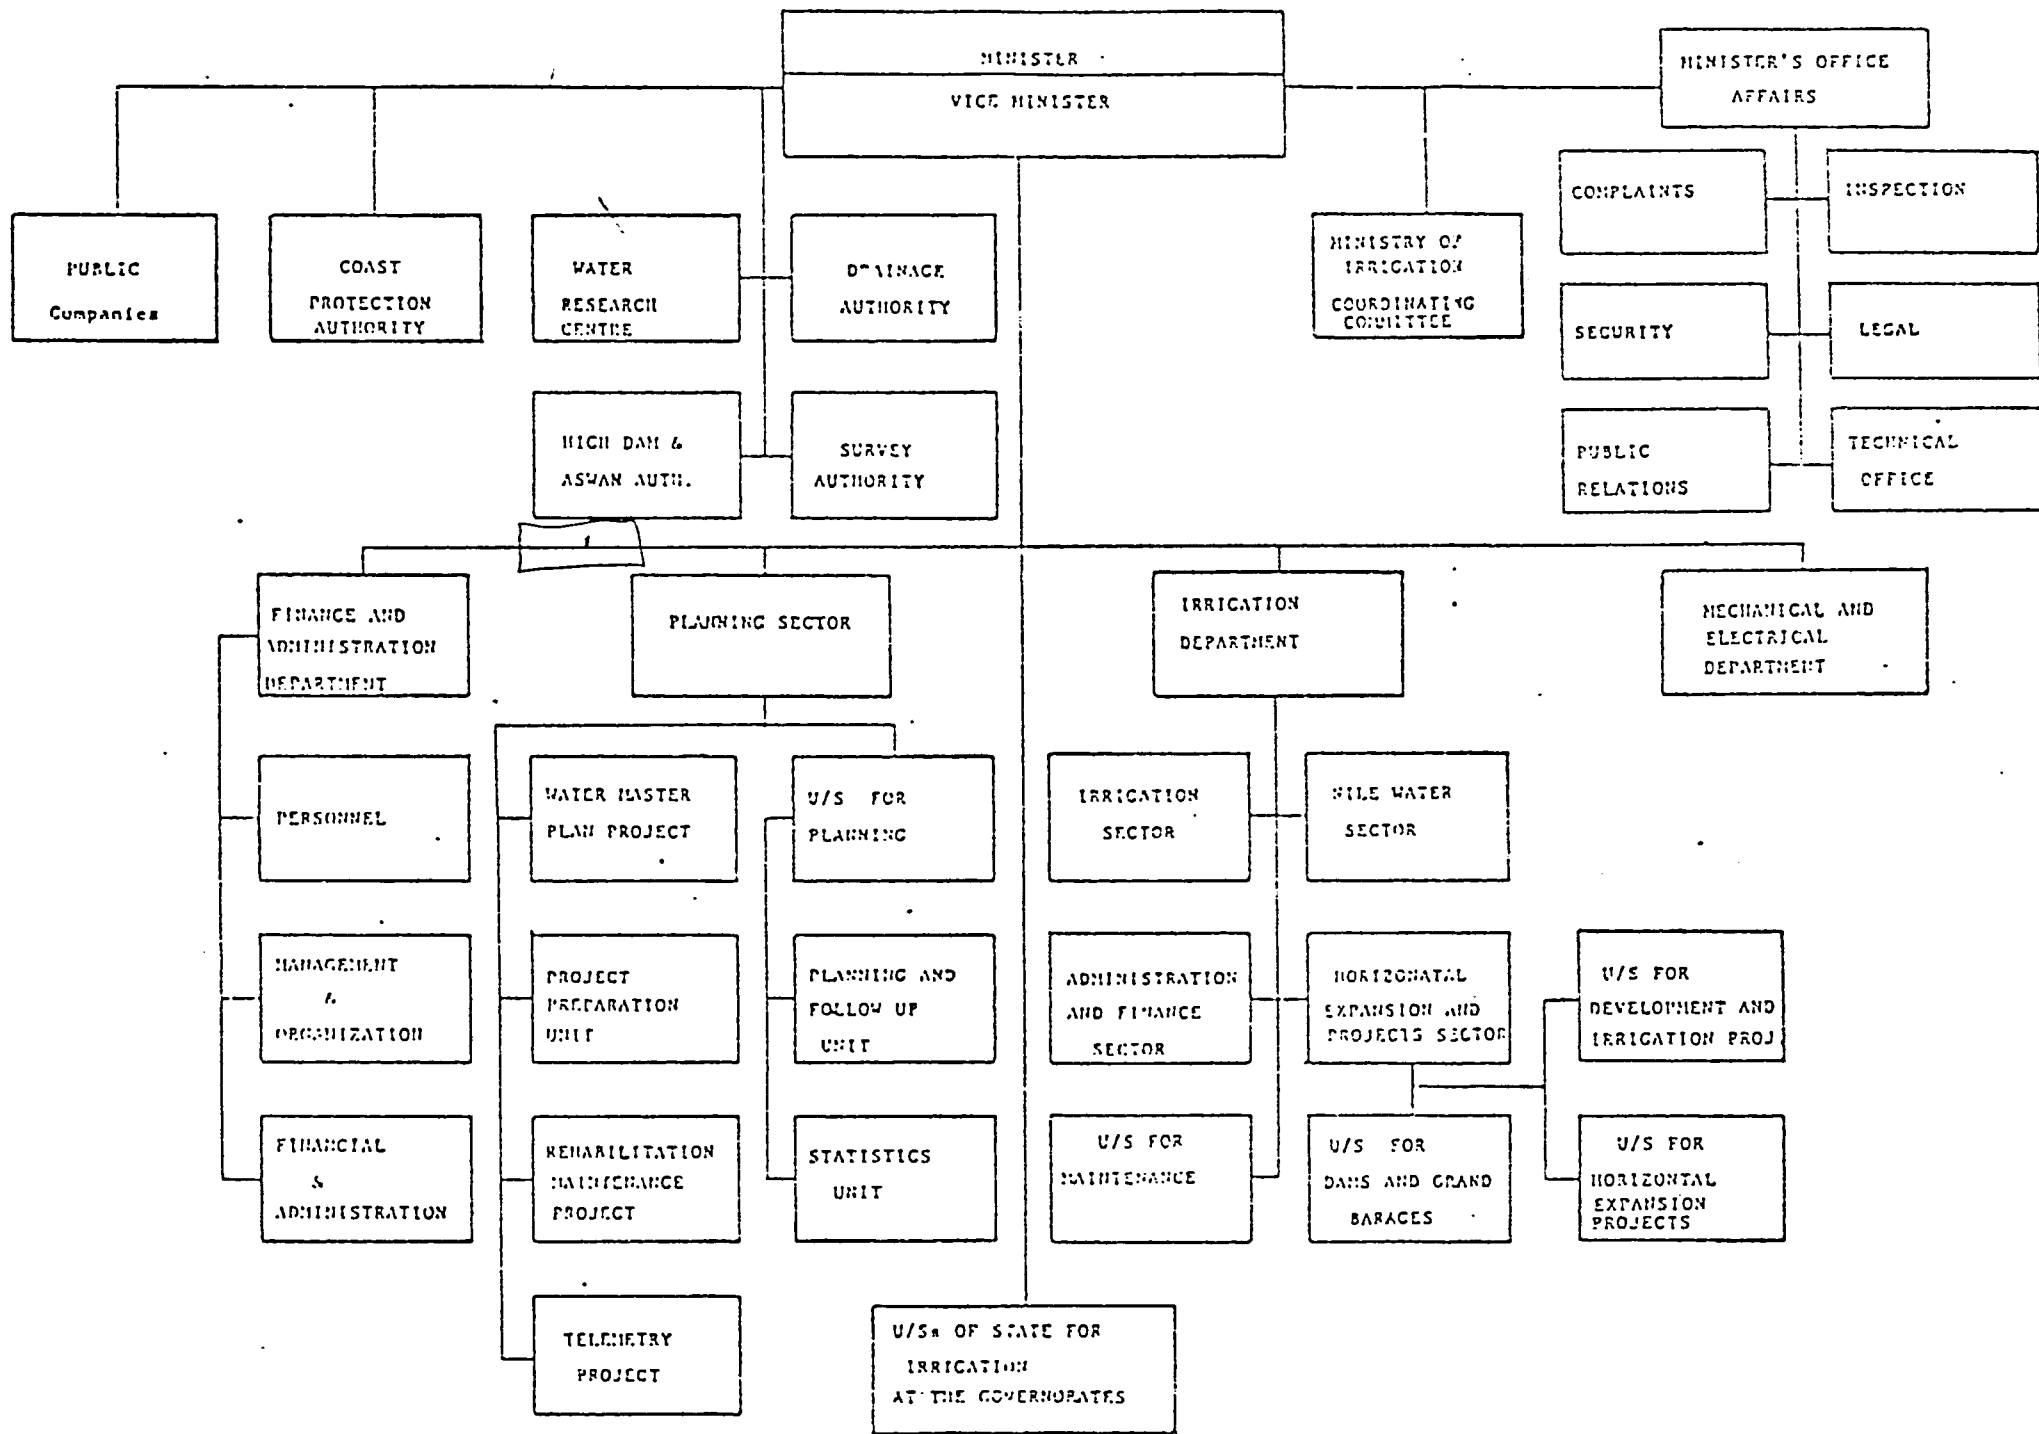 MINISTER
VICE MINISTER
MINISTER'S OFFICE
AFFAIRS
COMPLAINTS
INSPECTION
SECURITY
LEGAL
PUBLIC
RELATIONS
TECHNICAL
OFFICE
PUBLIC
Companies
COAST
PROTECTION
AUTHORITY
WATER
RESEARCH
CENTRE
DRAINAGE
AUTHORITY
MINISTRY OF
IRRIGATION
COORDINATING
COMMITTEE
HIGH DAM &
ASWAN AUTH.
SURVEY
AUTHORITY
1
FINANCE AND
ADMINISTRATION
DEPARTMENT
PLANNING SECTOR
IRRIGATION
DEPARTMENT
MECHANICAL AND
ELECTRICAL
DEPARTMENT
PERSONNEL
MANAGEMENT
&
ORGANIZATION
FINANCIAL
&
ADMINISTRATION
WATER MASTER
PLAN PROJECT
PROJECT
PREPARATION
UNIT
REHABILITATION
MAINTENANCE
PROJECT
TELEMETRY
PROJECT
U/S FOR
PLANNING
PLANNING AND
FOLLOW UP
UNIT
STATISTICS
UNIT
IRRIGATION
SECTOR
NILE WATER
SECTOR
ADMINISTRATION
AND FINANCE
SECTOR
HORIZONATAL
EXPANSION AND
PROJECTS SECTOR
U/S FOR
MAINTENANCE
U/S FOR
DAMS AND GRAND
BARAGES
U/S FOR
DEVELOPMENT AND
IRRIGATION PROJ
U/S FOR
HORIZONTAL
EXPANSION
PROJECTS
U/Ss OF STATE FOR
IRRIGATION
AT THE GOVERNORATES